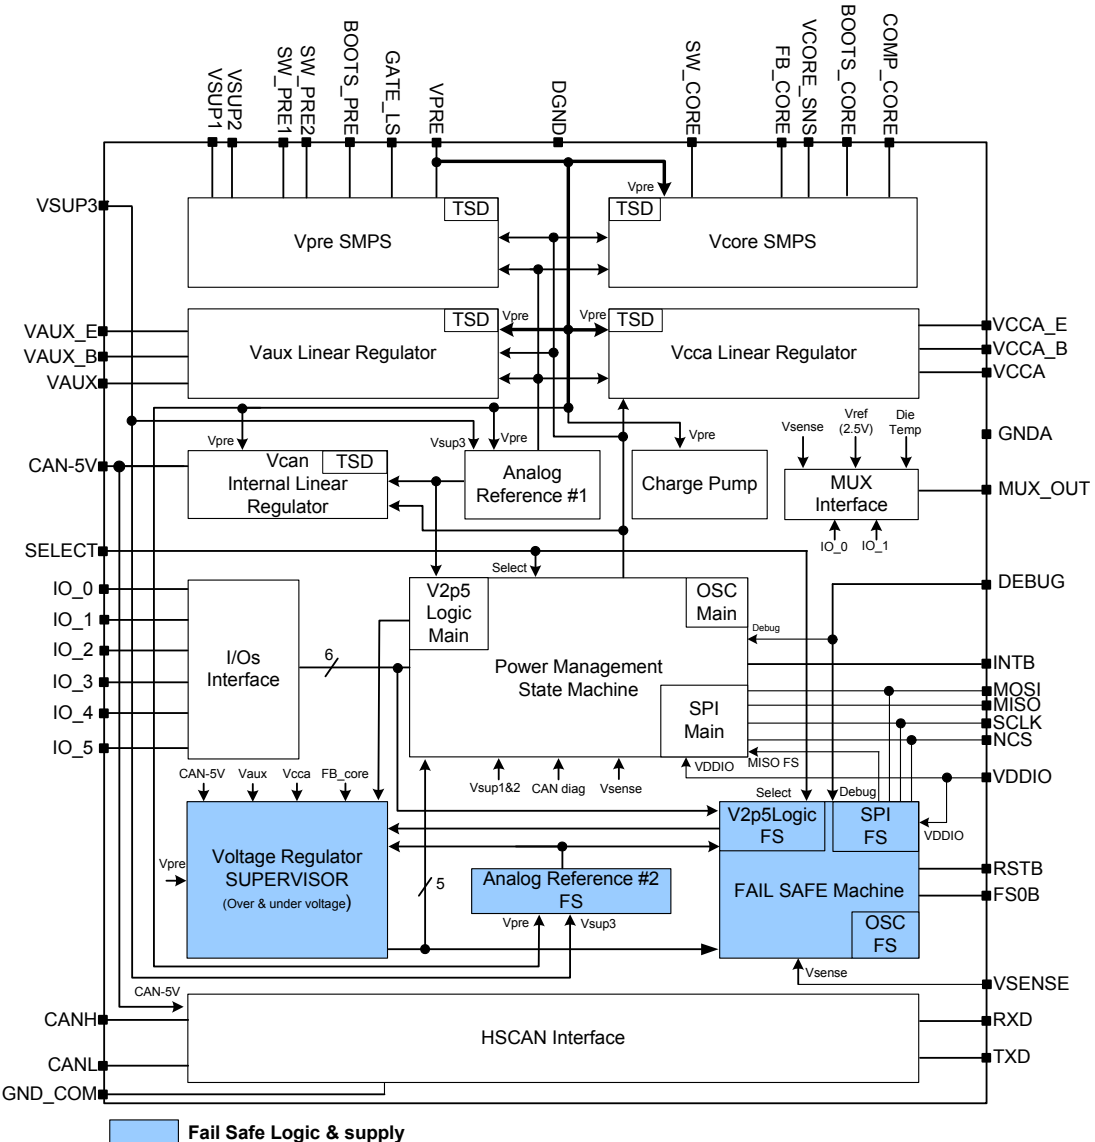 VSUP1
VSUP2
SW_PRE1
SW_PRE2
BOOTS_PRE
GATE_LS
VPRE
DGND
SW_CORE
FB_CORE
VCORE_SNS
BOOTS_CORE
COMP_CORE
VSUP3
TSD
Vpre SMPS
Vpre
TSD
Vcore SMPS
VAUX_E
VAUX_B
VAUX
TSD
Vaux Linear Regulator
Vpre
Vpre
TSD
Vcca Linear Regulator
VCCA_E
VCCA_B
VCCA
GNDA
CAN-5V
Vpre
Vcan
TSD
Internal Linear
Regulator
Vsup3
Vpre
Analog
Reference #1
Vpre
Charge Pump
Vsense
Vref
(2.5V)
Die
Temp
MUX
Interface
IO_0
IO_1
MUX_OUT
SELECT
Select
DEBUG
IO_0
IO_1
IO_2
IO_3
IO_4
IO_5
I/Os
Interface
6
V2p5
Logic
Main
OSC
Main
Debug
Power Management
State Machine
SPI
Main
INTB
MOSI
MISO
SCLK
NCS
VDDIO
MISO FS
VDDIO
CAN-5V
Vaux
Vcca
FB_core
Vsup1&2
CAN diag
Vsense
Select
Debug
Vpre
Voltage Regulator
SUPERVISOR
(Over & under voltage)
5
Analog Reference #2
FS
Vpre
Vsup3
V2p5Logic
FS
SPI
FS
VDDIO
FAIL SAFE Machine
OSC
FS
RSTB
FS0B
Vsense
VSENSE
CAN-5V
CANH
CANL
GND_COM
HSCAN Interface
RXD
TXD
Fail Safe Logic & supply